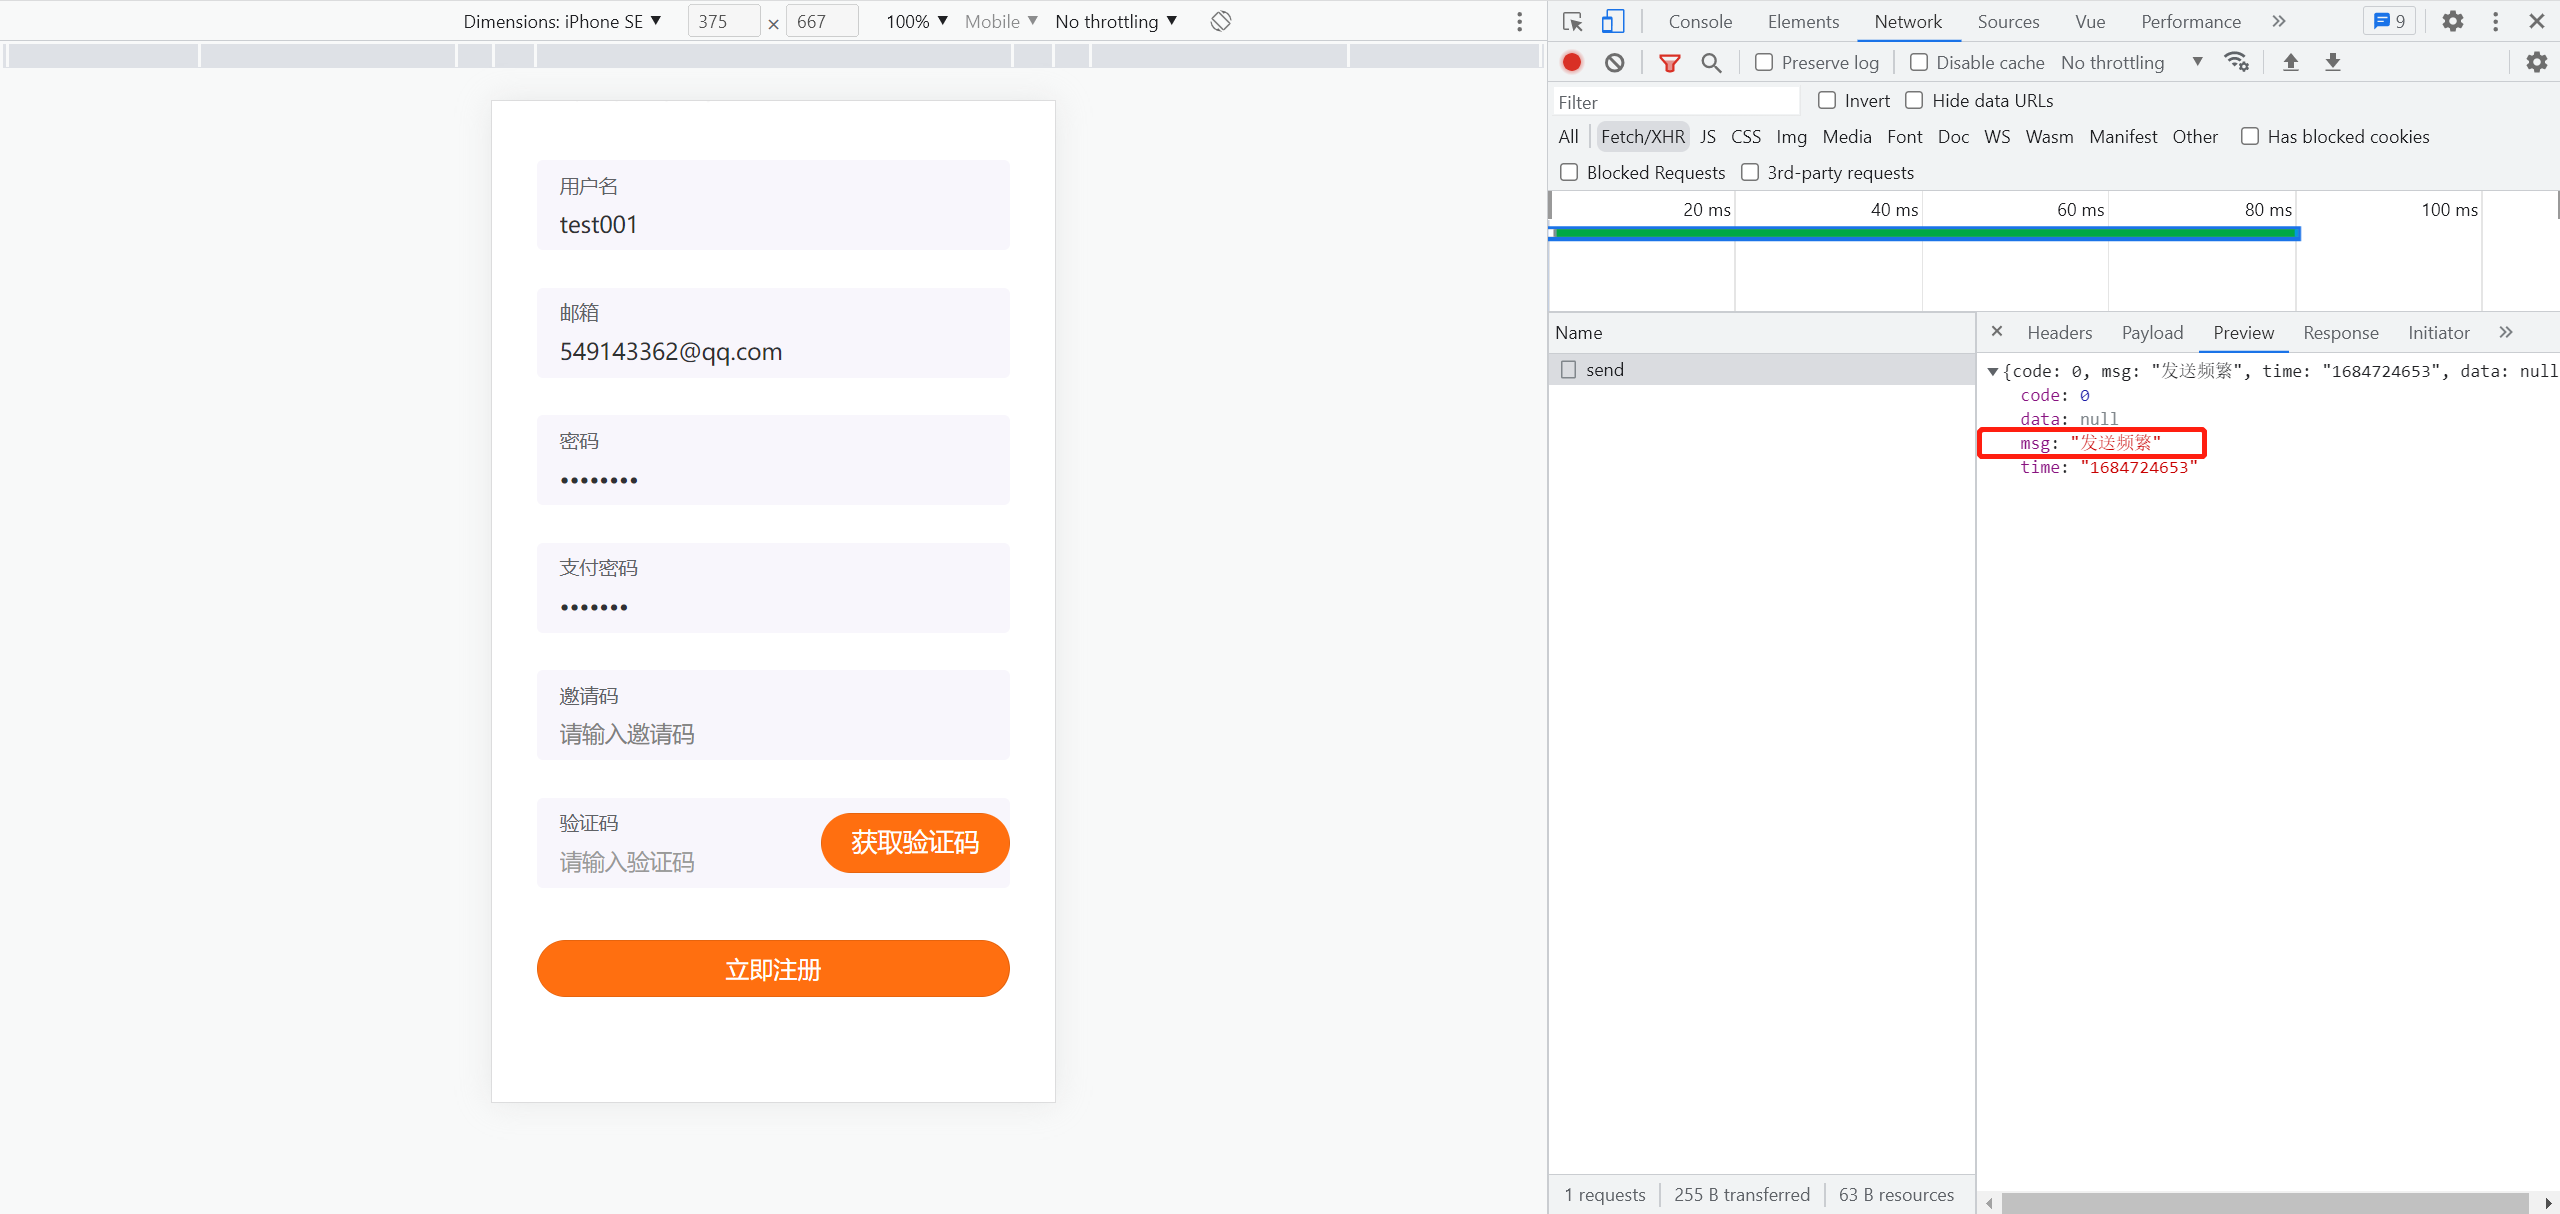 Dimensions: iPhone SE ▼ 375 × 667 100% ▼ Mobile ▼ No throttling ▼
用户名
test001
邮箱
549143362@qq.com
密码
••••••••
支付密码
•••••••
邀请码
请输入邀请码
验证码
请输入验证码
获取验证码
立即注册
Console Elements Network Sources Vue Performance » 9
Preserve log Disable cache No throttling ▼
Filter Invert Hide data URLs
All Fetch/XHR JS CSS Img Media Font Doc WS Wasm Manifest Other Has blocked cookies
Blocked Requests 3rd-party requests
20 ms 40 ms 60 ms 80 ms 100 ms
Name
send
× Headers Payload Preview Response Initiator »
▼{code: 0, msg: "发送频繁", time: "1684724653", data: null
code: 0
data: null
msg: "发送频繁"
time: "1684724653"
1 requests 255 B transferred 63 B resources